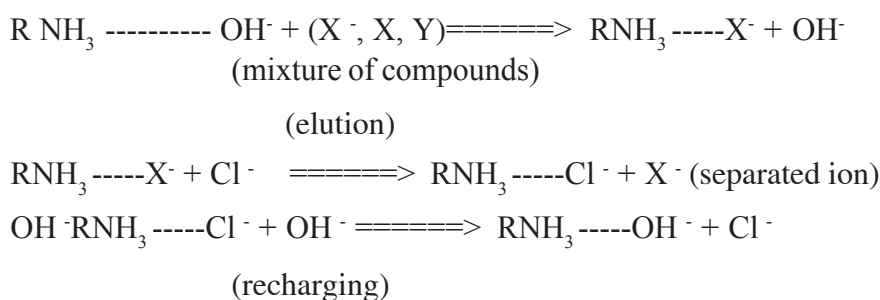 R NH₃ ---------- OH⁻ + (X ⁻, X, Y)======> RNH₃ -----X⁻ + OH⁻
(mixture of compounds)
(elution)
RNH₃ -----X⁻ + Cl ⁻ ======> RNH₃ -----Cl ⁻ + X ⁻ (separated ion)
OH ⁻RNH₃ -----Cl ⁻ + OH ⁻ ======> RNH₃ -----OH ⁻ + Cl ⁻
(recharging)